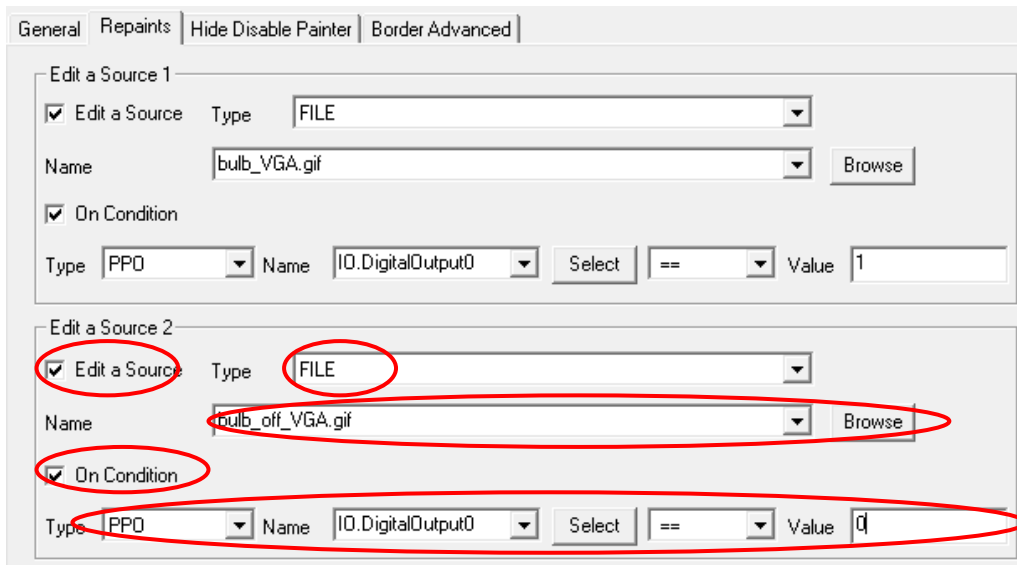 General Repaints Hide Disable Painter Border Advanced
Edit a Source 1
Edit a Source Type FILE
Name bulb_VGA.gif Browse
On Condition
Type PPO Name IO.DigitalOutput0 Select == Value 1
Edit a Source 2
Edit a Source Type FILE
Name bulb_off_VGA.gif Browse
On Condition
Type PPO Name IO.DigitalOutput0 Select == Value 0